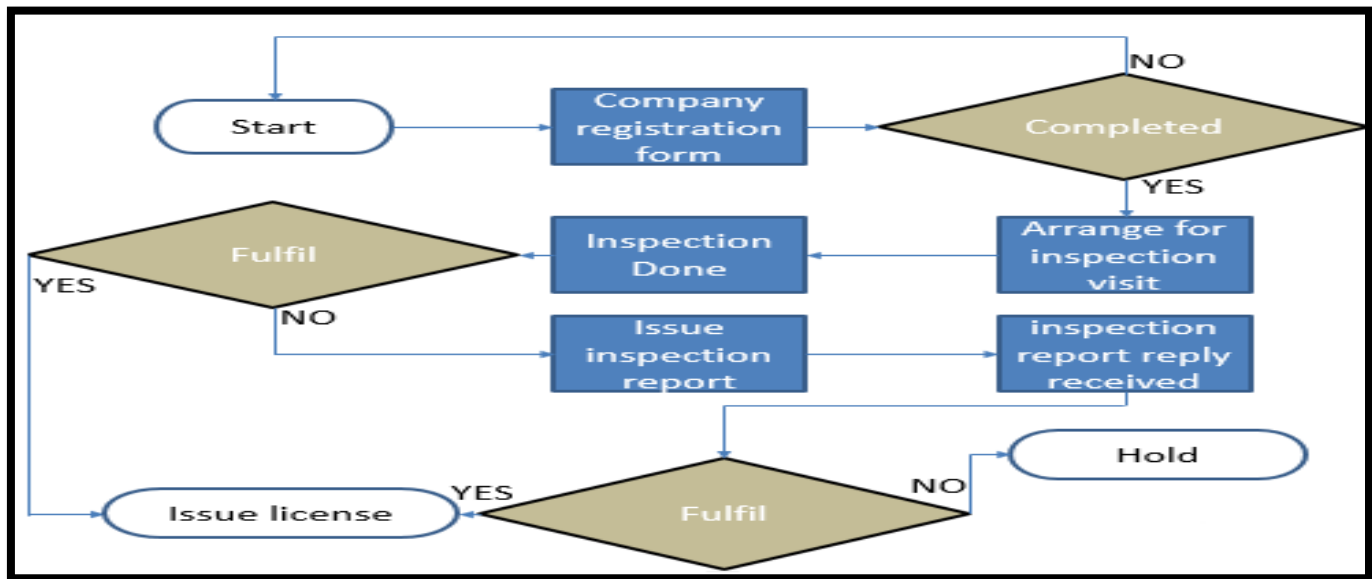 NO
Start
Company
registration
form
Completed
YES
Fulfil
Inspection
Done
Arrange for
inspection
visit
YES
NO
Issue
inspection
report
inspection
report reply
received
Hold
YES
NO
Issue license
Fulfil